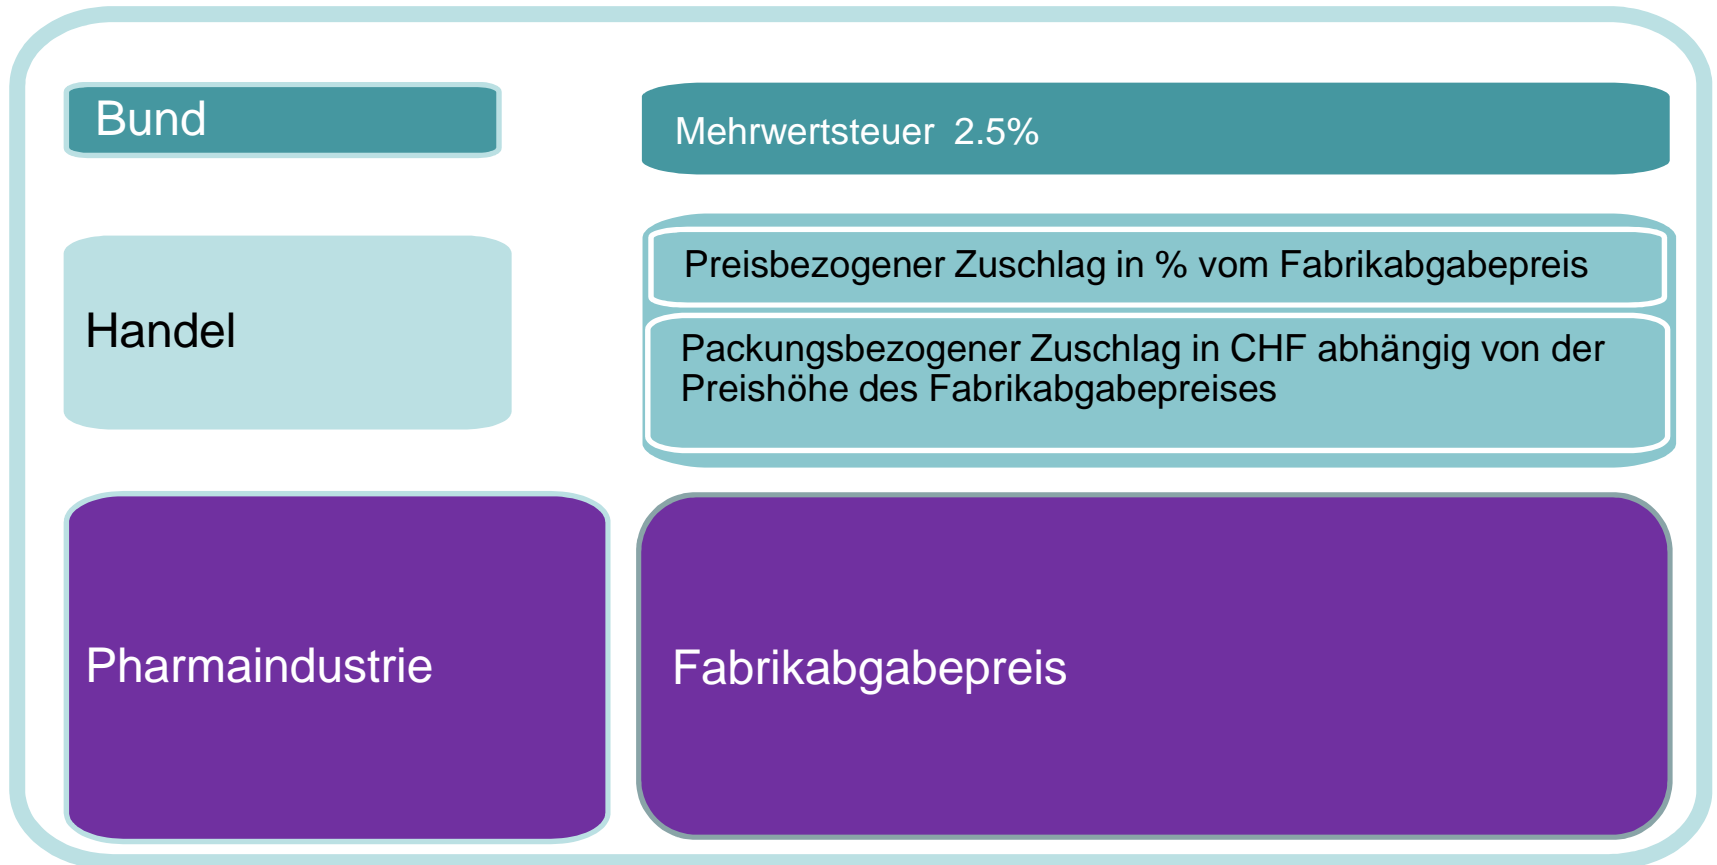 Bund
Mehrwertsteuer  2.5%
Handel
Preisbezogener Zuschlag in % vom Fabrikabgabepreis
Packungsbezogener Zuschlag in CHF abhängig von der
Preishöhe des Fabrikabgabepreises
Pharmaindustrie
Fabrikabgabepreis